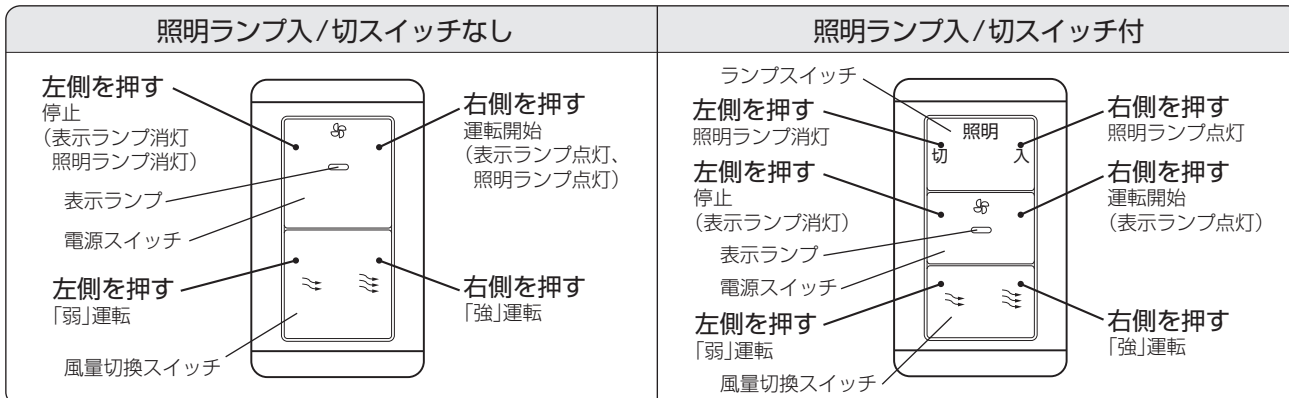 照明ランプ入/切スイッチなし
左側を押す
停止
（表示ランプ消灯
照明ランプ消灯）
表示ランプ
電源スイッチ
左側を押す
「弱」運転
風量切換スイッチ
右側を押す
運転開始
（表示ランプ点灯、
照明ランプ点灯）
右側を押す
「強」運転
照明ランプ入/切スイッチ付
ランプスイッチ
左側を押す
照明ランプ消灯
左側を押す
停止
（表示ランプ消灯）
表示ランプ
電源スイッチ
左側を押す
「弱」運転
風量切換スイッチ
照明
切 入
右側を押す
照明ランプ点灯
右側を押す
運転開始
（表示ランプ点灯）
右側を押す
「強」運転